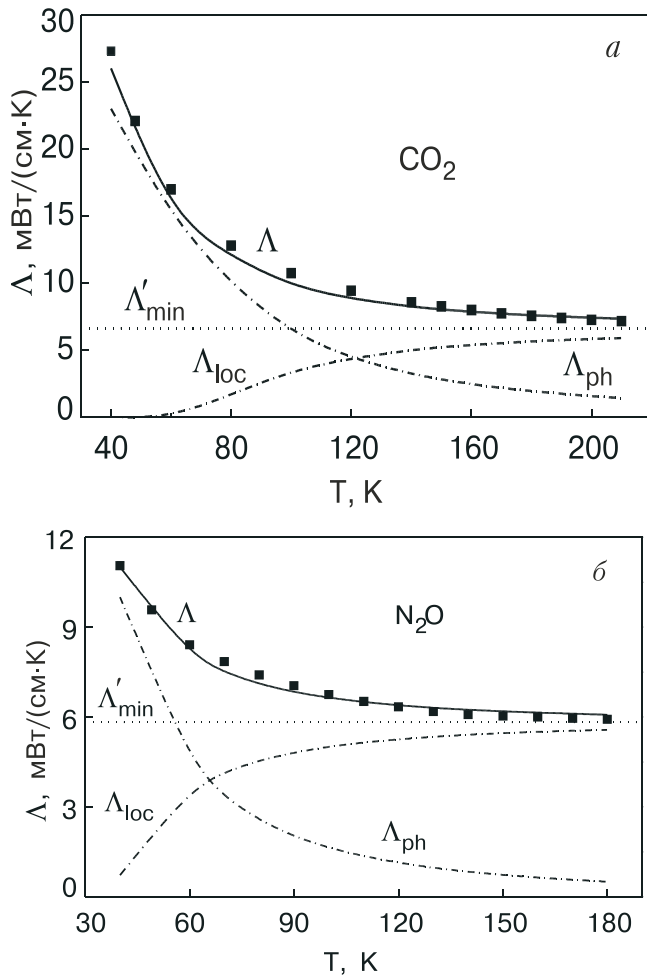 30
25
20
15
10
5
0
Λ, мВт/(см·К)
а
CO₂
Λ
Λ′min
Λloc
Λph
40
80
120
160
200
T, K
12
9
6
3
0
Λ, мВт/(см·К)
б
N₂O
Λ
Λ′min
Λloc
Λph
30
60
90
120
150
180
T, K